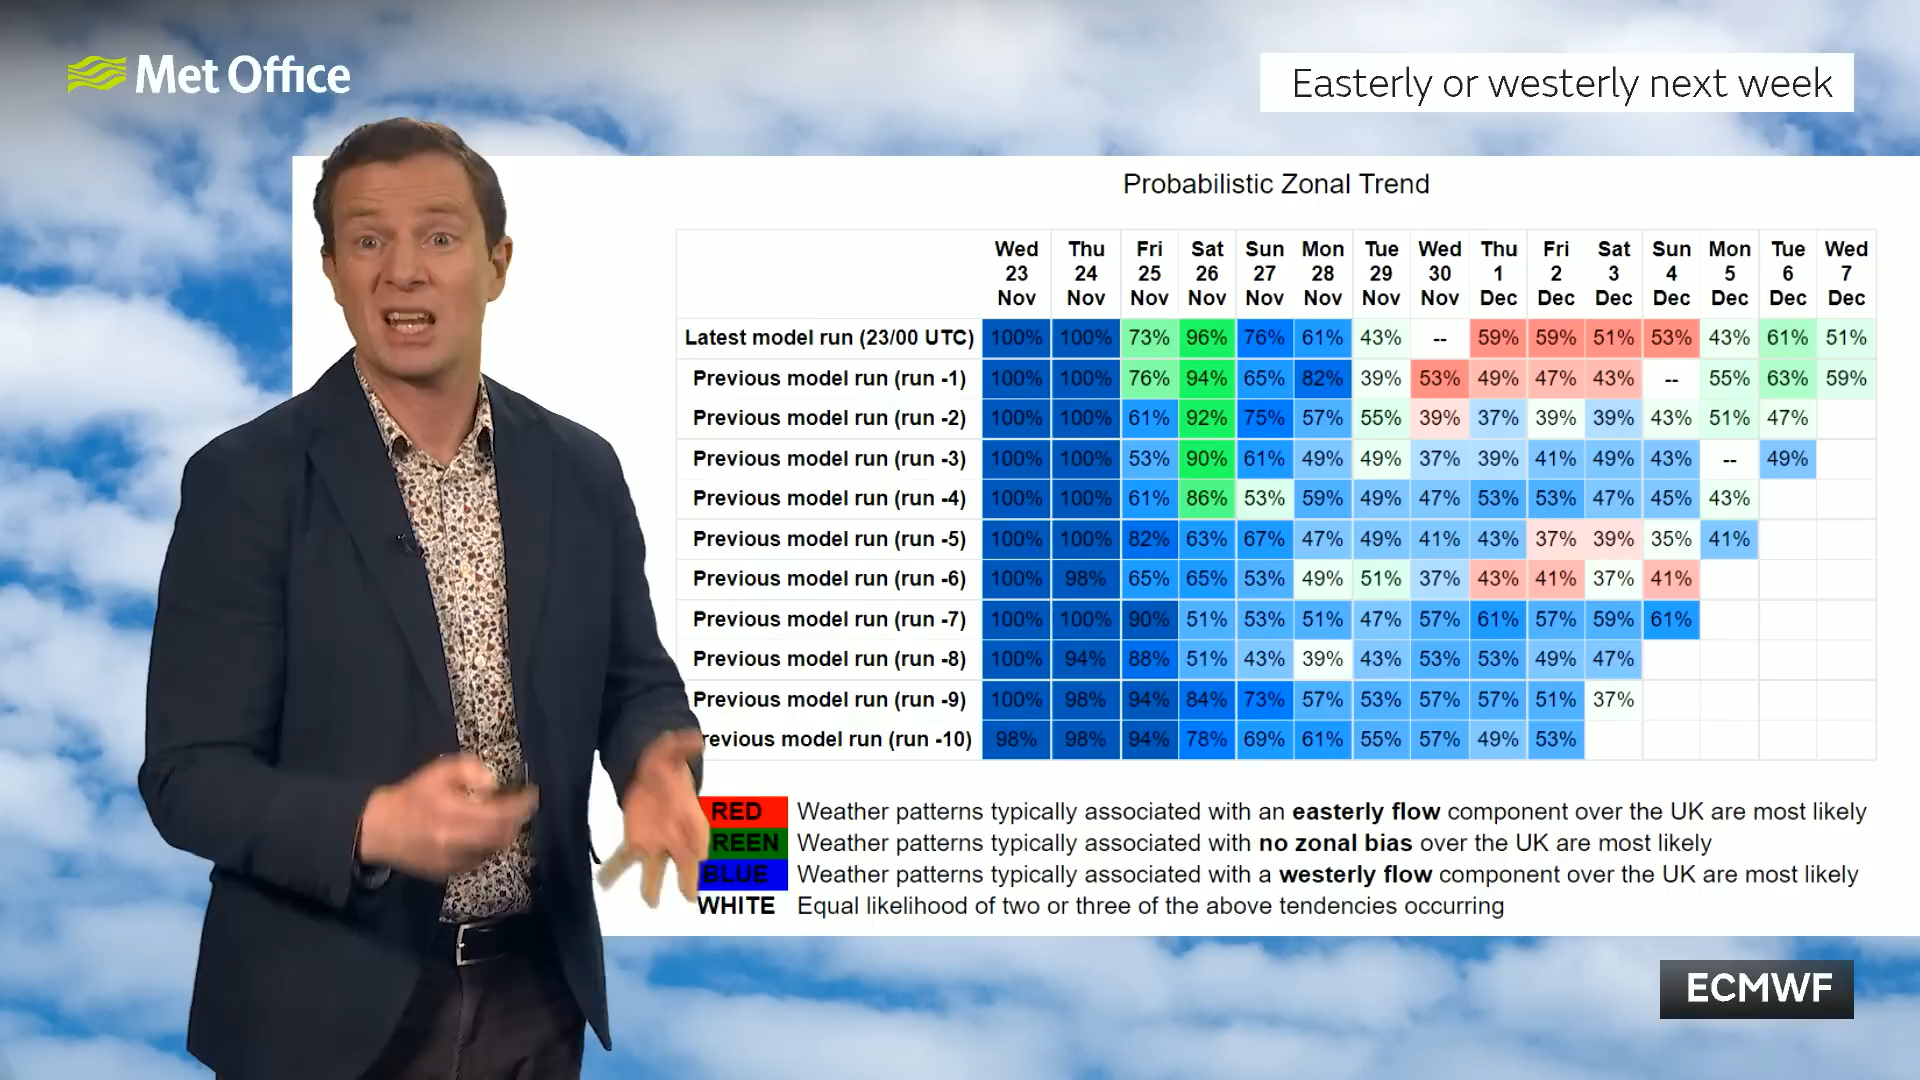 Met Office
Easterly or westerly next week
Probabilistic Zonal Trend
Wed 23 Nov Thu 24 Nov Fri 25 Nov Sat 26 Nov Sun 27 Nov Mon 28 Nov Tue 29 Nov Wed 30 Nov Thu 1 Dec Fri 2 Dec Sat 3 Dec Sun 4 Dec Mon 5 Dec Tue 6 Dec Wed 7 Dec
Latest model run (23/00 UTC) 100% 100% 73% 96% 76% 61% 43% -- 59% 59% 51% 53% 43% 61% 51%
Previous model run (run -1) 100% 100% 76% 94% 65% 82% 39% 53% 49% 47% 43% -- 55% 63% 59%
Previous model run (run -2) 100% 100% 61% 92% 75% 57% 55% 39% 37% 39% 39% 43% 51% 47%
Previous model run (run -3) 100% 100% 53% 90% 61% 49% 49% 37% 39% 41% 49% 43% -- 49%
Previous model run (run -4) 100% 100% 61% 86% 53% 59% 49% 47% 53% 53% 47% 45% 43%
Previous model run (run -5) 100% 100% 82% 63% 67% 47% 49% 41% 43% 37% 39% 35% 41%
Previous model run (run -6) 100% 98% 65% 65% 53% 49% 51% 37% 43% 41% 37% 41%
Previous model run (run -7) 100% 100% 90% 51% 53% 51% 47% 57% 61% 57% 59% 61%
Previous model run (run -8) 100% 94% 88% 51% 43% 39% 43% 53% 53% 49% 47%
Previous model run (run -9) 100% 98% 94% 84% 73% 57% 53% 57% 57% 51% 37%
revious model run (run -10) 98% 98% 94% 78% 69% 61% 55% 57% 49% 53%
RED Weather patterns typically associated with an easterly flow component over the UK are most likely
REEN Weather patterns typically associated with no zonal bias over the UK are most likely
BLUE Weather patterns typically associated with a westerly flow component over the UK are most likely
WHITE Equal likelihood of two or three of the above tendencies occurring
ECMWF